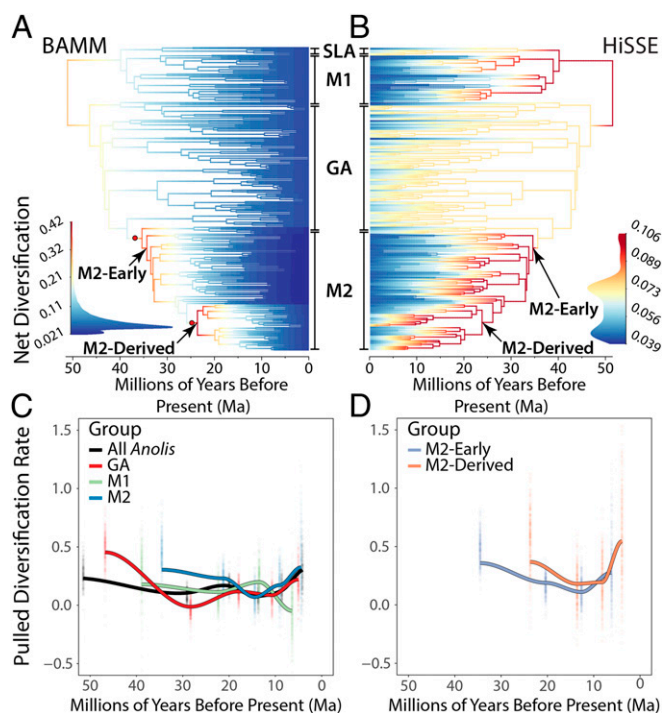 A
BAMM
B
HiSSE
SLA
M1
GA
M2
Net Diversification
0.42
0.32
0.21
0.11
0.021
M2-Early
M2-Derived
50 40 30 20 10 0
Millions of Years Before
Present (Ma)
M2-Early
M2-Derived
0.106
0.089
0.073
0.056
0.039
0 10 20 30 40 50
Millions of Years Before
Present (Ma)
C
Group
All Anolis
GA
M1
M2
Pulled Diversification Rate
1.5
1.0
0.5
0.0
−0.5
50 40 30 20 10 0
Millions of Years Before Present (Ma)
D
Group
M2-Early
M2-Derived
1.5
1.0
0.5
0.0
−0.5
50 40 30 20 10 0
Millions of Years Before Present (Ma)